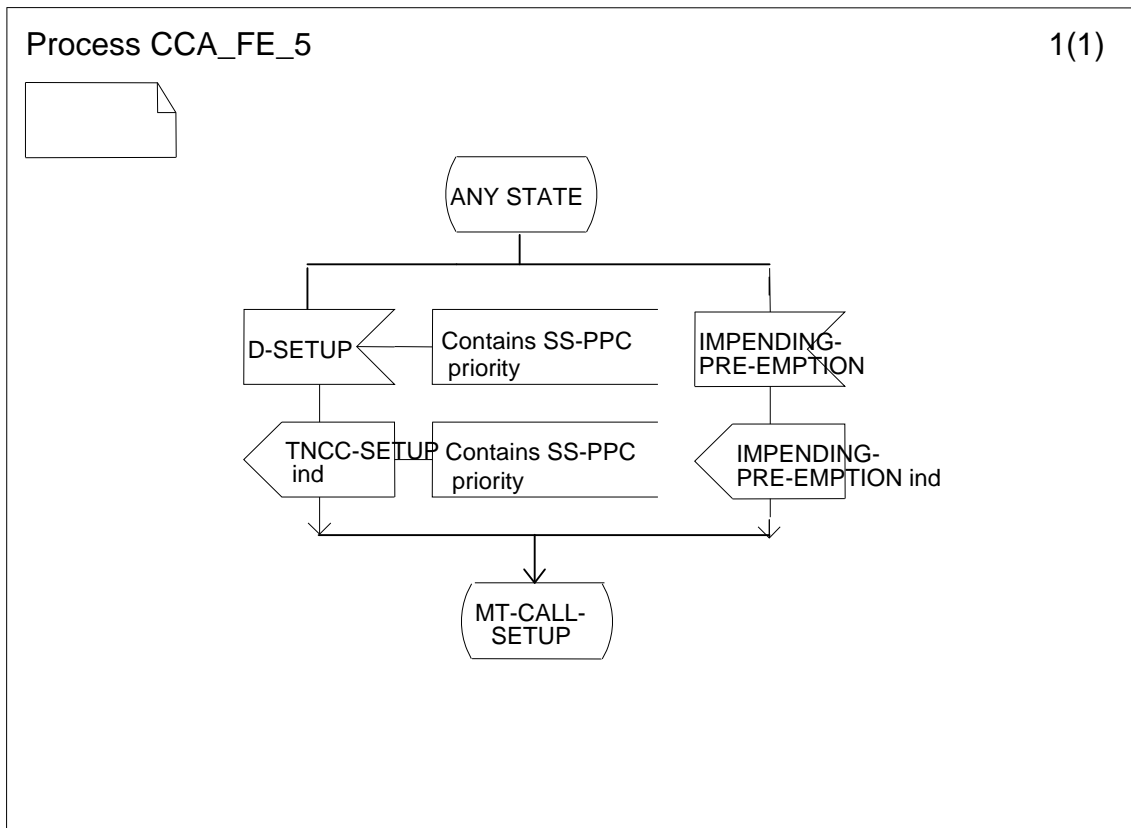 Process CCA_FE_5
1(1)
ANY STATE
D-SETUP
Contains SS-PPC
priority
IMPENDING-
PRE-EMPTION
TNCC-SETUP
ind
Contains SS-PPC
priority
IMPENDING-
PRE-EMPTION ind
MT-CALL-
SETUP